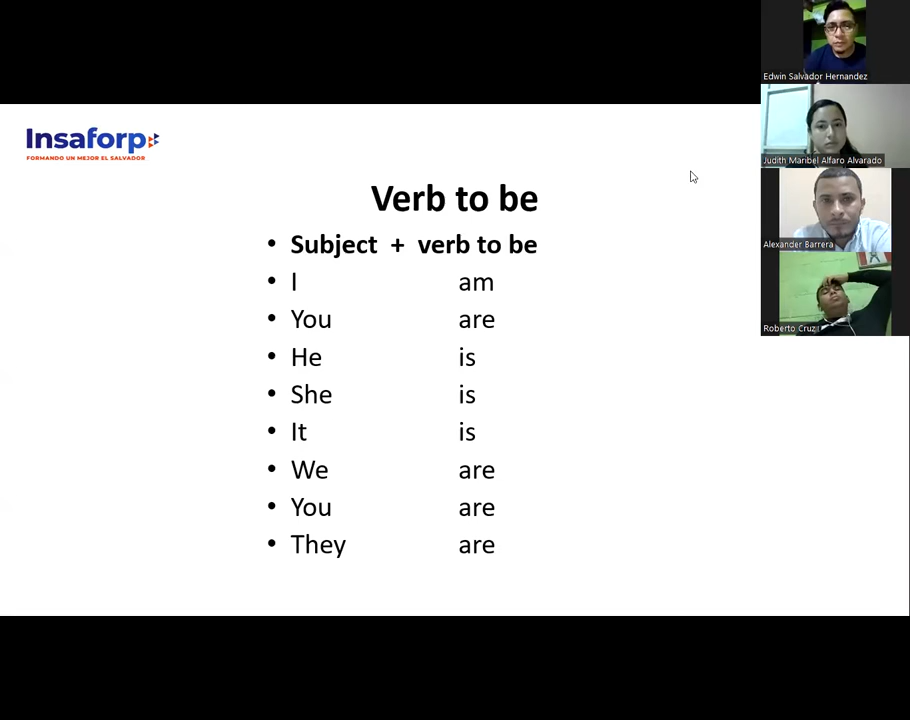 Insaforp
FORMANDO UN MEJOR EL SALVADOR
Verb to be
• Subject + verb to be
• I am
• You are
• He is
• She is
• It is
• We are
• You are
• They are
Edwin Salvador Hernandez
Judith Maribel Alfaro Alvarado
Alexander Barrera
Roberto Cruz